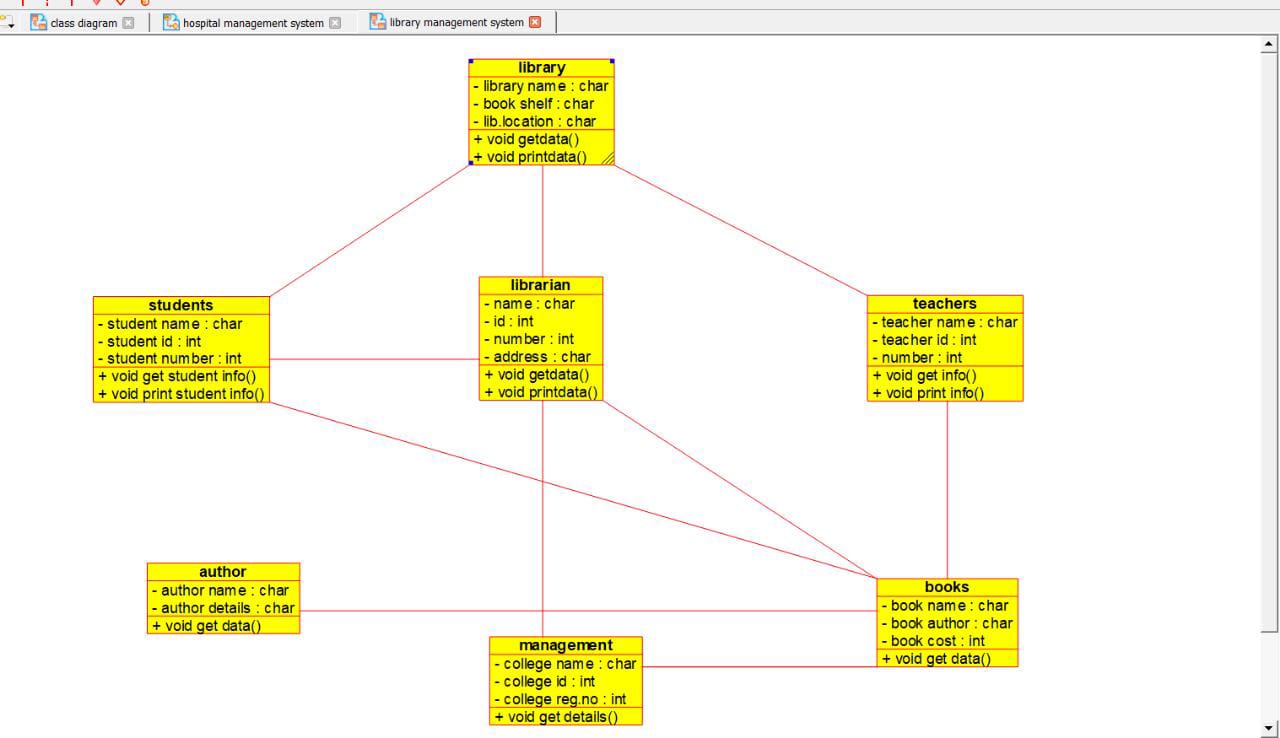 class diagram
hospital management system
library management system
library
- library name : char
- book shelf : char
- lib.location : char
+ void getdata()
+ void printdata()
students
- student name : char
- student id : int
- student number : int
+ void get student info()
+ void print student info()
librarian
- name : char
- id : int
- number : int
- address : char
+ void getdata()
+ void printdata()
teachers
- teacher name : char
- teacher id : int
- number : int
+ void get info()
+ void print info()
author
- author name : char
- author details : char
+ void get data()
management
- college name : char
- college id : int
- college reg.no : int
+ void get details()
books
- book name : char
- book author : char
- book cost : int
+ void get data()